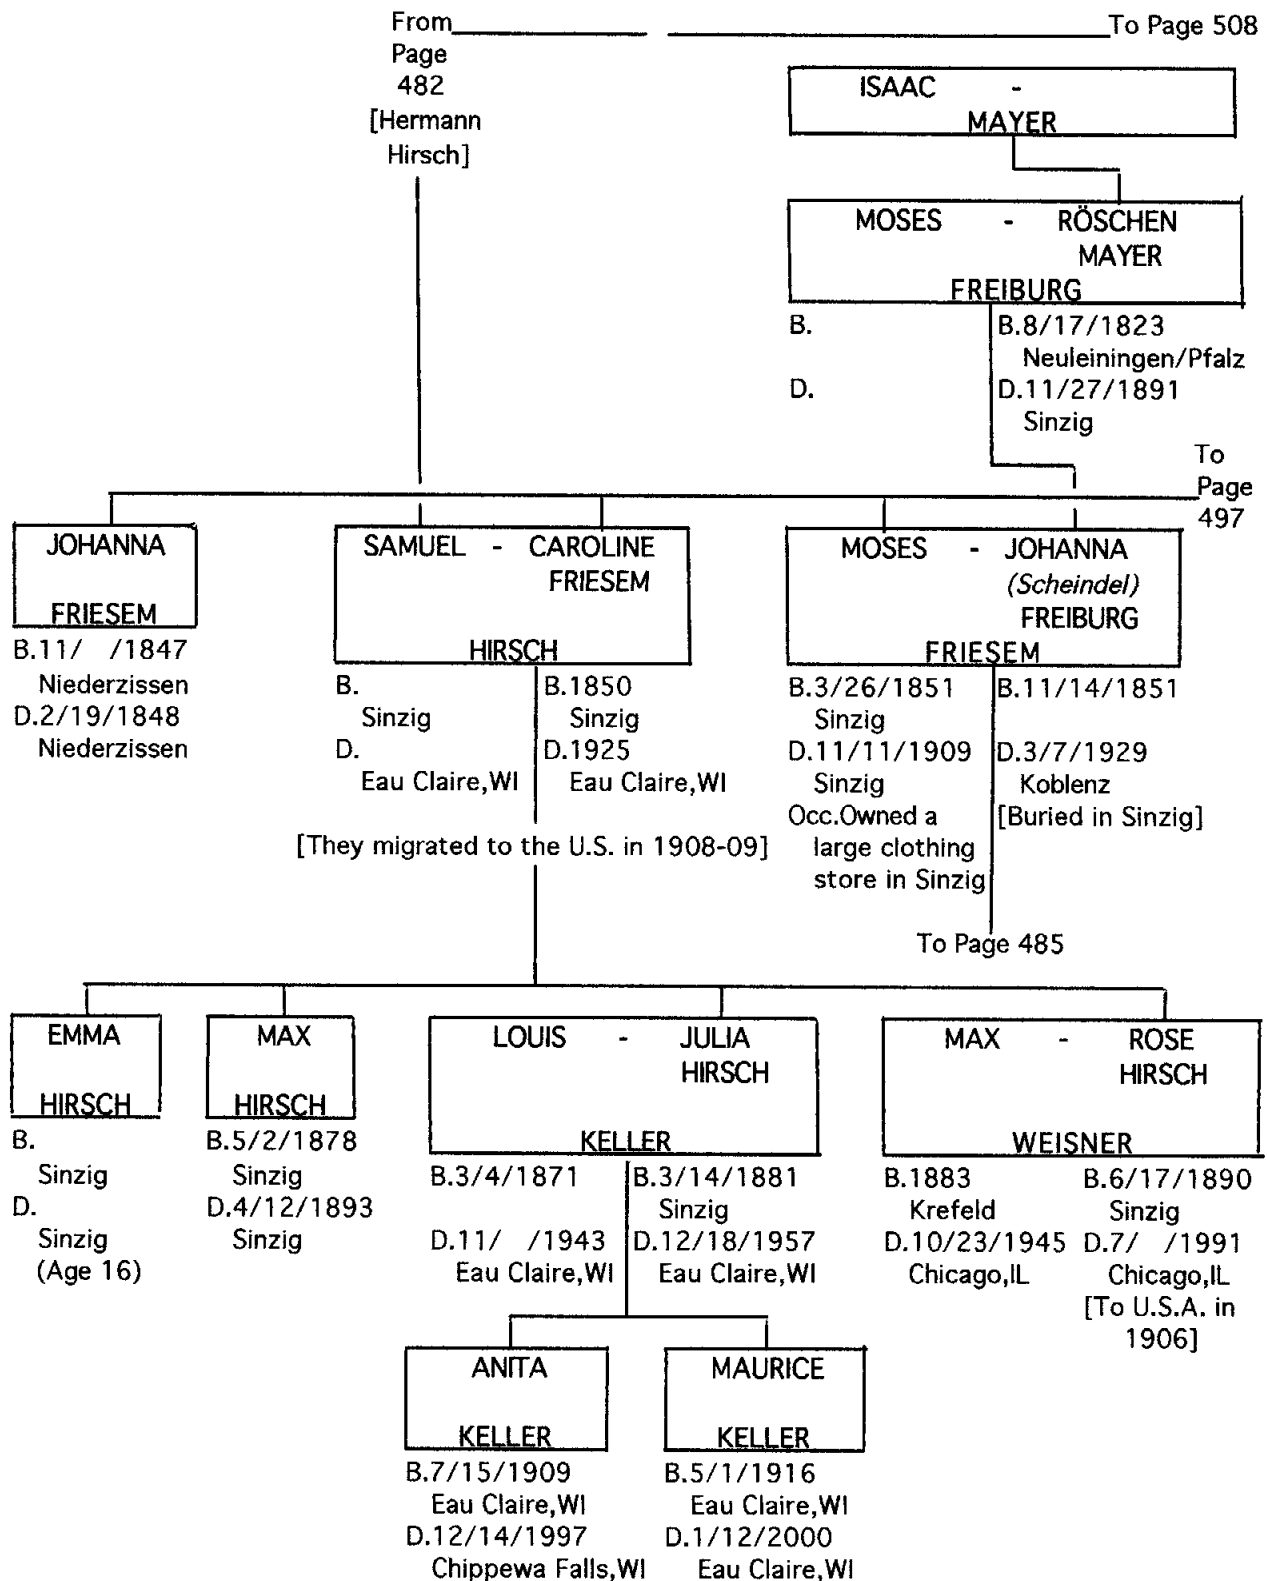 From To Page 508
Page
482
[Hermann
Hirsch]
ISAAC -
MAYER
MOSES - RÖSCHEN
MAYER
FREIBURG
B. B.8/17/1823
Neuleiningen/Pfalz
D. D.11/27/1891
Sinzig
To
Page
497
JOHANNA
FRIESEM
B.11/ /1847
Niederzissen
D.2/19/1848
Niederzissen
SAMUEL - CAROLINE
FRIESEM
HIRSCH
B. B.1850
Sinzig Sinzig
D. D.1925
Eau Claire,WI Eau Claire,WI
[They migrated to the U.S. in 1908-09]
MOSES - JOHANNA
(Scheindel)
FREIBURG
FRIESEM
B.3/26/1851 B.11/14/1851
Sinzig
D.11/11/1909 D.3/7/1929
Sinzig Koblenz
Occ.Owned a [Buried in Sinzig]
large clothing
store in Sinzig
To Page 485
EMMA
HIRSCH
B.
Sinzig
D.
Sinzig
(Age 16)
MAX
HIRSCH
B.5/2/1878
Sinzig
D.4/12/1893
Sinzig
LOUIS - JULIA
HIRSCH
KELLER
B.3/4/1871 B.3/14/1881
Sinzig
D.11/ /1943 D.12/18/1957
Eau Claire,WI Eau Claire,WI
MAX - ROSE
HIRSCH
WEISNER
B.1883 B.6/17/1890
Krefeld Sinzig
D.10/23/1945 D.7/ /1991
Chicago,IL Chicago,IL
[To U.S.A. in
1906]
ANITA
KELLER
B.7/15/1909
Eau Claire,WI
D.12/14/1997
Chippewa Falls,WI
MAURICE
KELLER
B.5/1/1916
Eau Claire,WI
D.1/12/2000
Eau Claire,WI